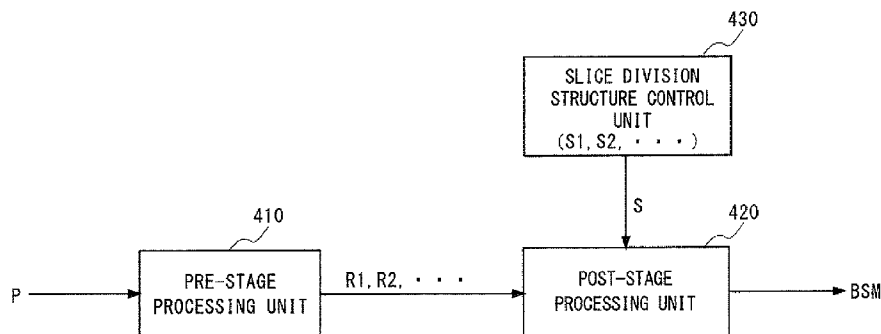 430
SLICE DIVISION
STRUCTURE CONTROL
UNIT
(S1, S2, · · · )
S
410
420
P
PRE-STAGE
PROCESSING UNIT
R1, R2, · · ·
POST-STAGE
PROCESSING UNIT
BSM